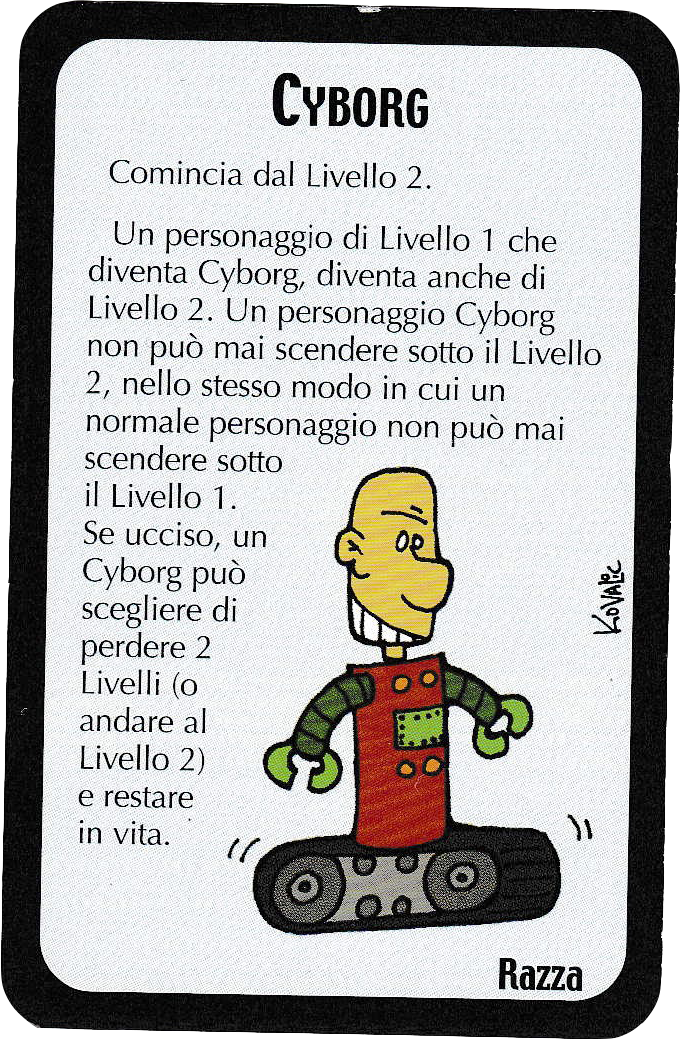 CYBORG
Comincia dal Livello 2.
Un personaggio di Livello 1 che
diventa Cyborg, diventa anche di
Livello 2. Un personaggio Cyborg
non può mai scendere sotto il Livello
2, nello stesso modo in cui un
normale personaggio non può mai
scendere sotto
il Livello 1.
Se ucciso, un
Cyborg può
scegliere di
perdere 2
Livelli (o
andare al
Livello 2)
e restare
in vita.
KOVALIC
Razza